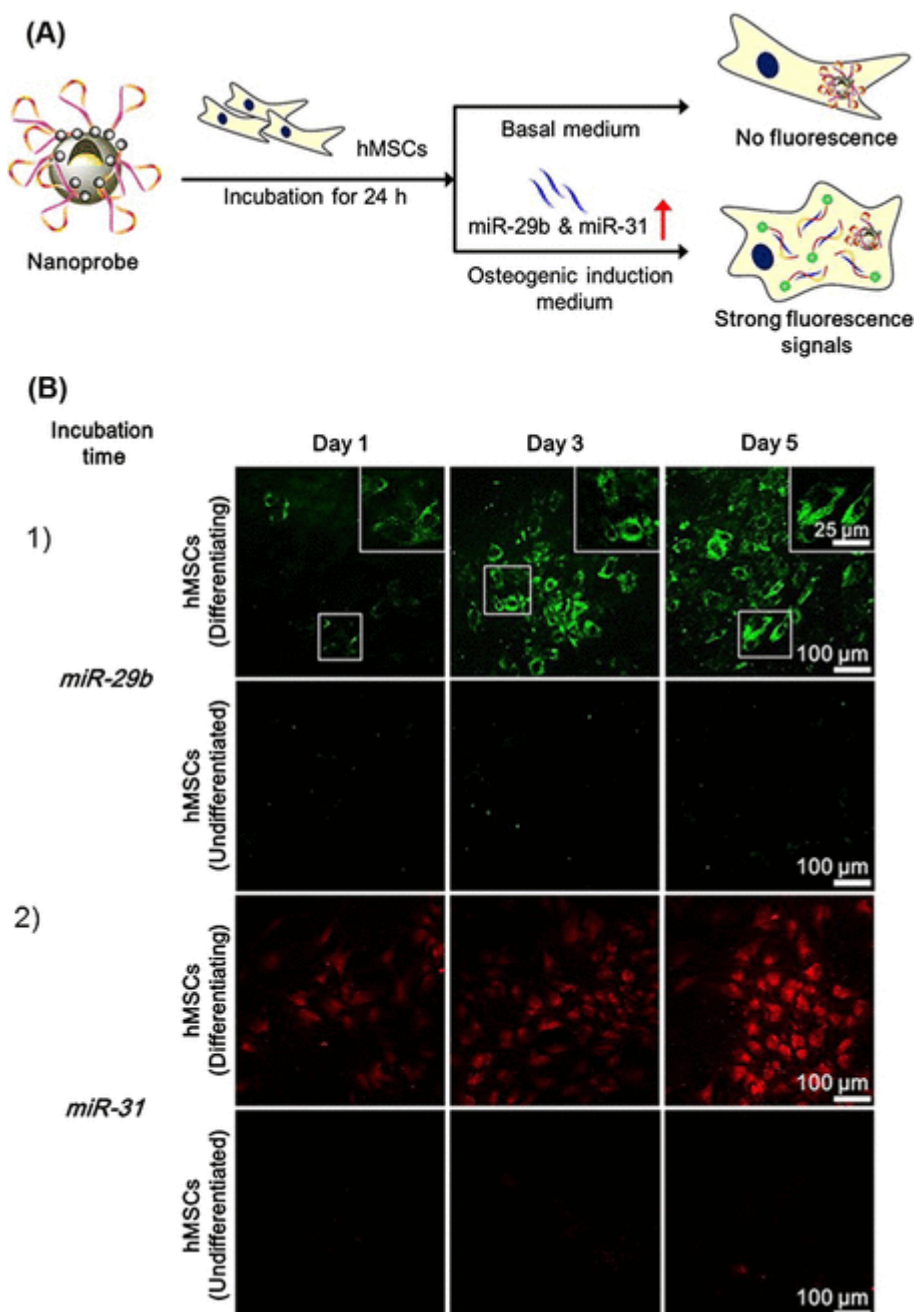 (A)
Nanoprobe
hMSCs
Incubation for 24 h
Basal medium
No fluorescence
miR-29b & miR-31
Osteogenic induction
medium
Strong fluorescence
signals
(B)
Incubation
time
Day 1
Day 3
Day 5
1)
miR-29b
hMSCs
(Differentiating)
25 µm
100 µm
hMSCs
(Undifferentiated)
100 µm
2)
miR-31
hMSCs
(Differentiating)
100 µm
hMSCs
(Undifferentiated)
100 µm